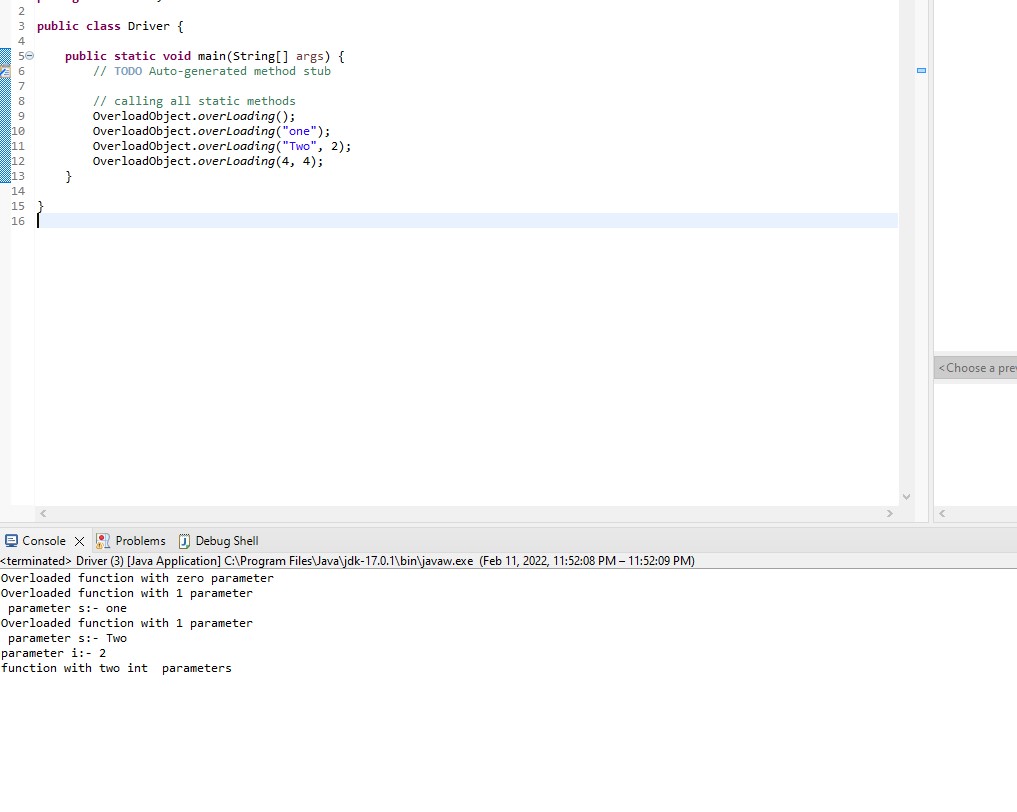 2
3 public class Driver {
4
5 public static void main(String[] args) {
6 // TODO Auto-generated method stub
7
8 // calling all static methods
9 OverloadObject.overLoading();
10 OverloadObject.overLoading("one");
11 OverloadObject.overLoading("Two", 2);
12 OverloadObject.overLoading(4, 4);
13 }
14
15 }
16
<Choose a pre
Console Problems Debug Shell
<terminated> Driver (3) [Java Application] C:\Program Files\Java\jdk-17.0.1\bin\javaw.exe (Feb 11, 2022, 11:52:08 PM – 11:52:09 PM)
Overloaded function with zero parameter
Overloaded function with 1 parameter
 parameter s:- one
Overloaded function with 1 parameter
 parameter s:- Two
parameter i:- 2
function with two int  parameters